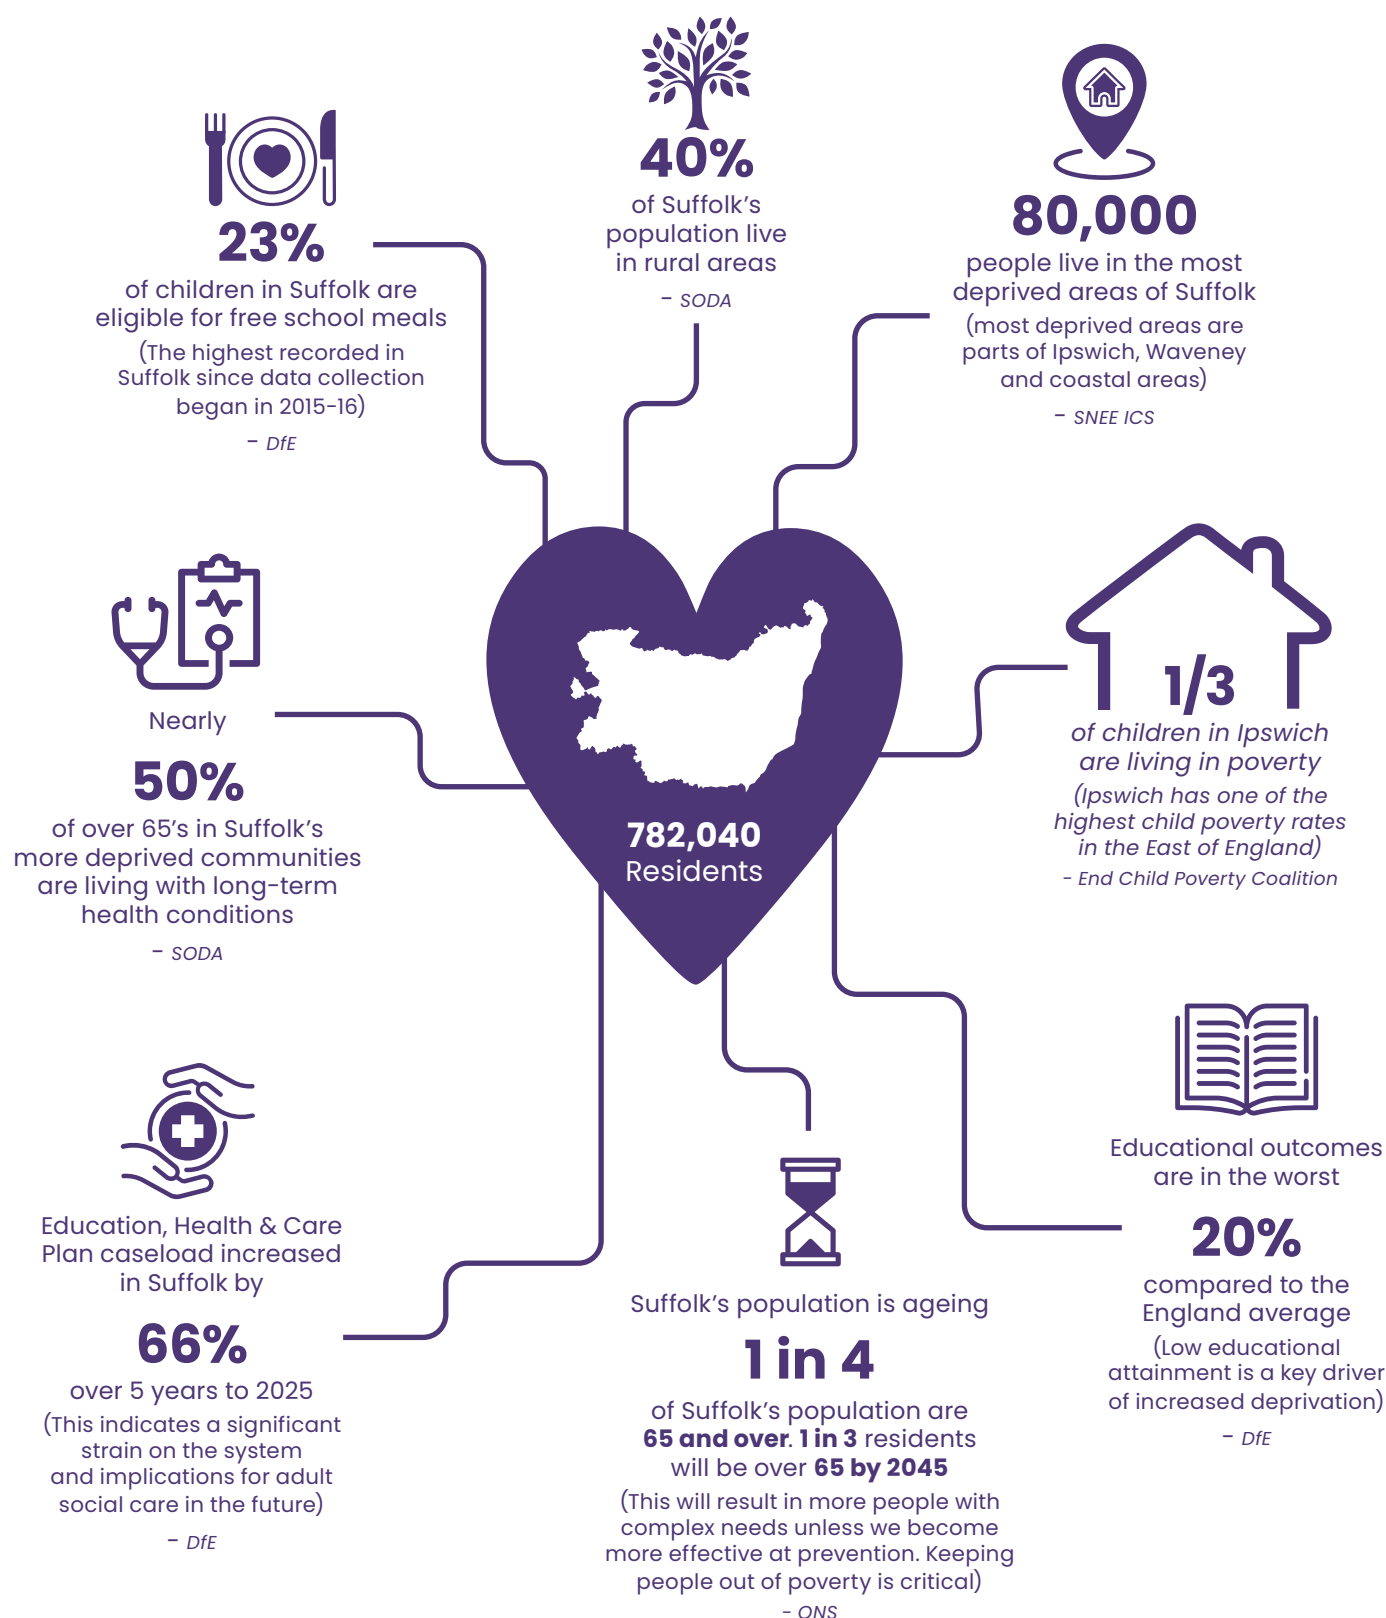 40%
of Suffolk's
population live
in rural areas
- SODA
23%
of children in Suffolk are
eligible for free school meals
(The highest recorded in
Suffolk since data collection
began in 2015-16)
- DfE
80,000
people live in the most
deprived areas of Suffolk
(most deprived areas are
parts of Ipswich, Waveney
and coastal areas)
- SNEE ICS
Nearly
50%
of over 65's in Suffolk's
more deprived communities
are living with long-term
health conditions
- SODA
782,040
Residents
1/3
of children in Ipswich
are living in poverty
(Ipswich has one of the
highest child poverty rates
in the East of England)
- End Child Poverty Coalition
Education, Health & Care
Plan caseload increased
in Suffolk by
66%
over 5 years to 2025
(This indicates a significant
strain on the system
and implications for adult
social care in the future)
- DfE
Suffolk's population is ageing
1 in 4
of Suffolk's population are
65 and over. 1 in 3 residents
will be over 65 by 2045
(This will result in more people with
complex needs unless we become
more effective at prevention. Keeping
people out of poverty is critical)
- ONS
Educational outcomes
are in the worst
20%
compared to the
England average
(Low educational
attainment is a key driver
of increased deprivation)
- DfE